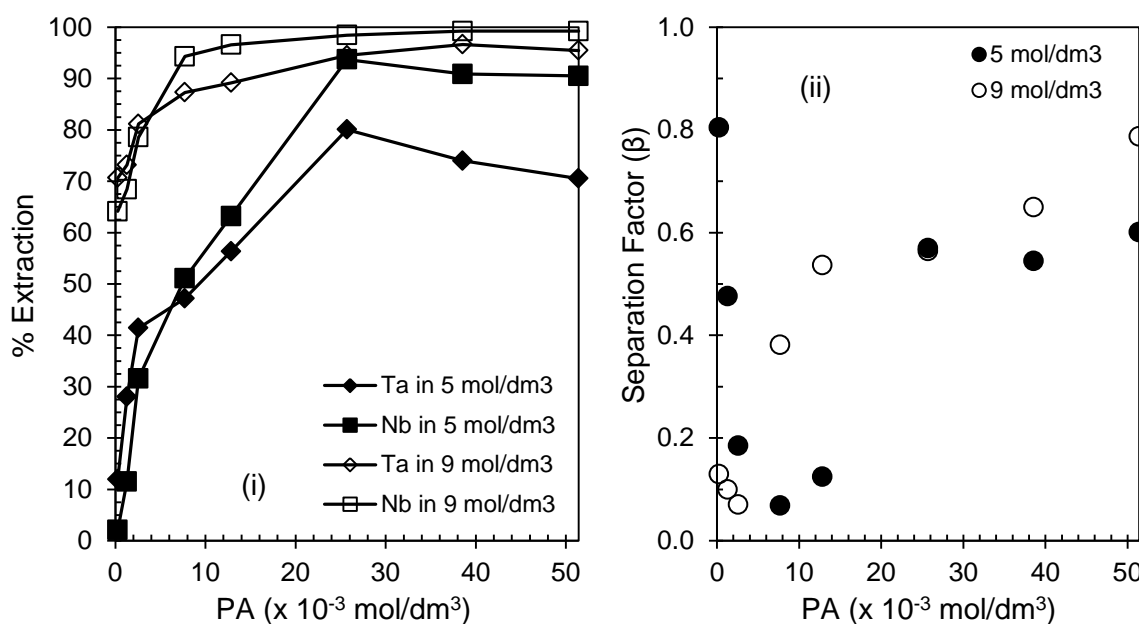 100
90
80
70
60
50
40
30
20
10
0
% Extraction
0 10 20 30 40 50
PA (x 10⁻³ mol/dm³)
(i)
Ta in 5 mol/dm3
Nb in 5 mol/dm3
Ta in 9 mol/dm3
Nb in 9 mol/dm3
1.0
0.8
0.6
0.4
0.2
0.0
Separation Factor (β)
0 10 20 30 40 50
PA (x 10⁻³ mol/dm³)
(ii)
5 mol/dm3
9 mol/dm3